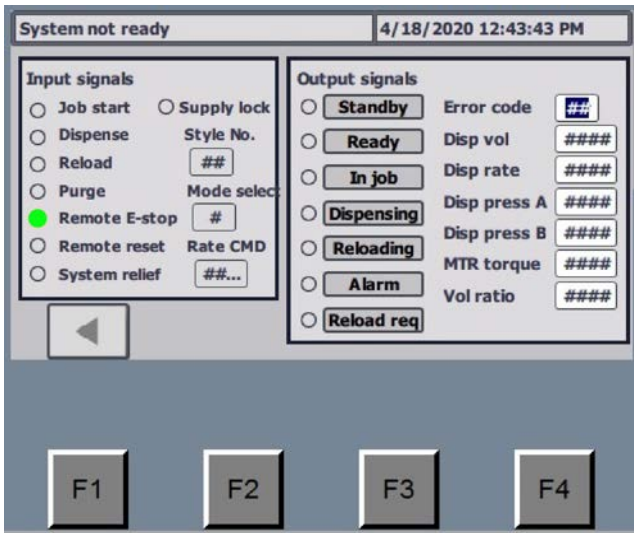 System not ready
4/18/2020 12:43:43 PM
Input signals
Job start
Supply lock
Dispense
Style No.
Reload
##
Purge
Mode select
Remote E-stop
#
Remote reset
Rate CMD
System relief
##...
Output signals
Standby
Error code
##
Ready
Disp vol
####
In job
Disp rate
####
Dispensing
Disp press A
####
Reloading
Disp press B
####
Alarm
MTR torque
####
Reload req
Vol ratio
####
F1
F2
F3
F4